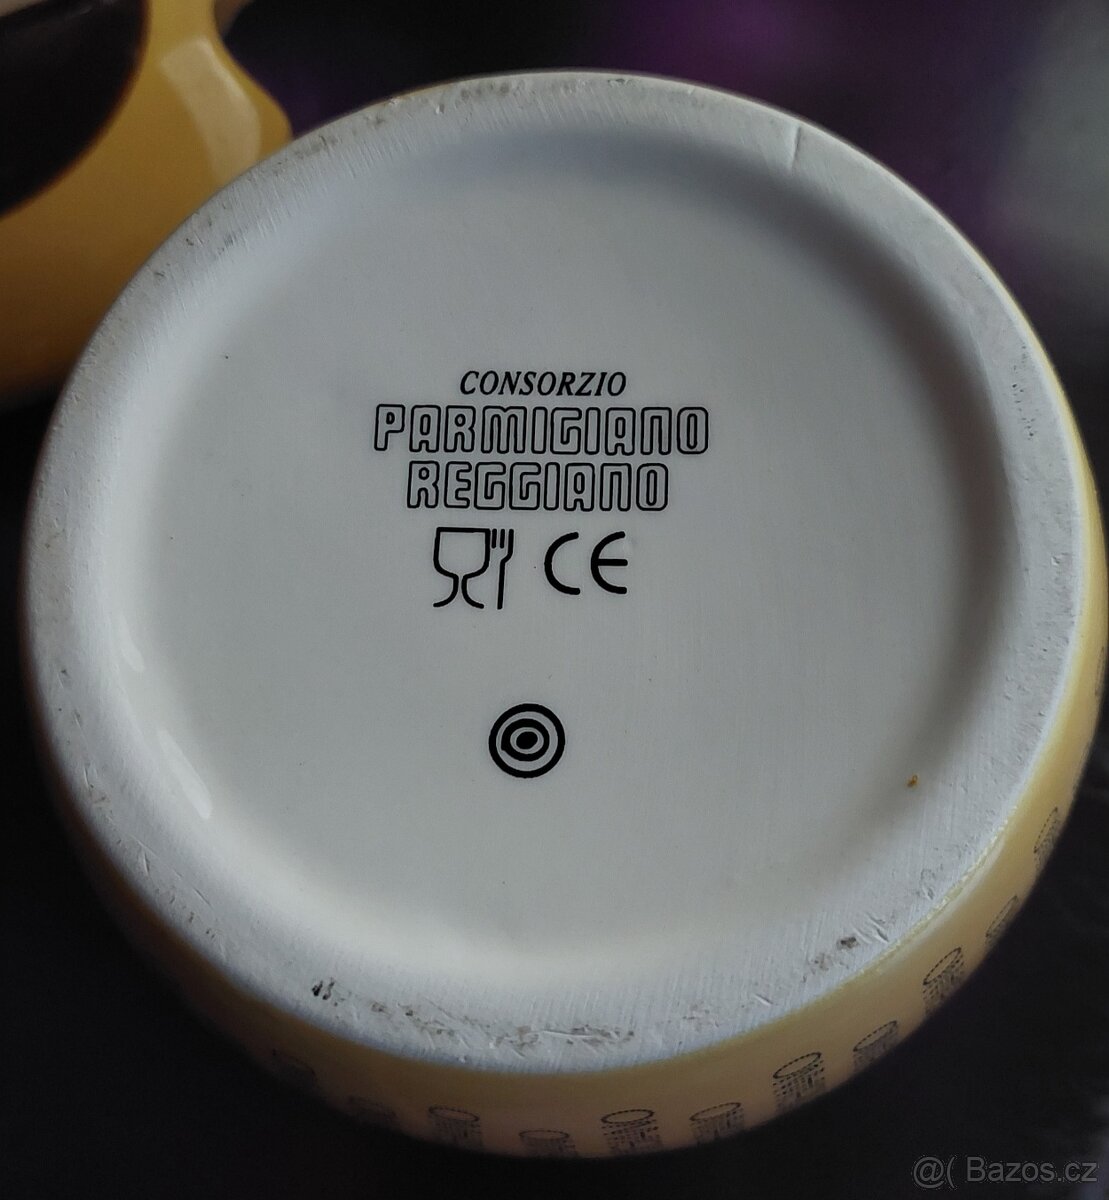 CONSORZIO
PARMIGIANO
REGGIANO
CE
@( Bazos.cz